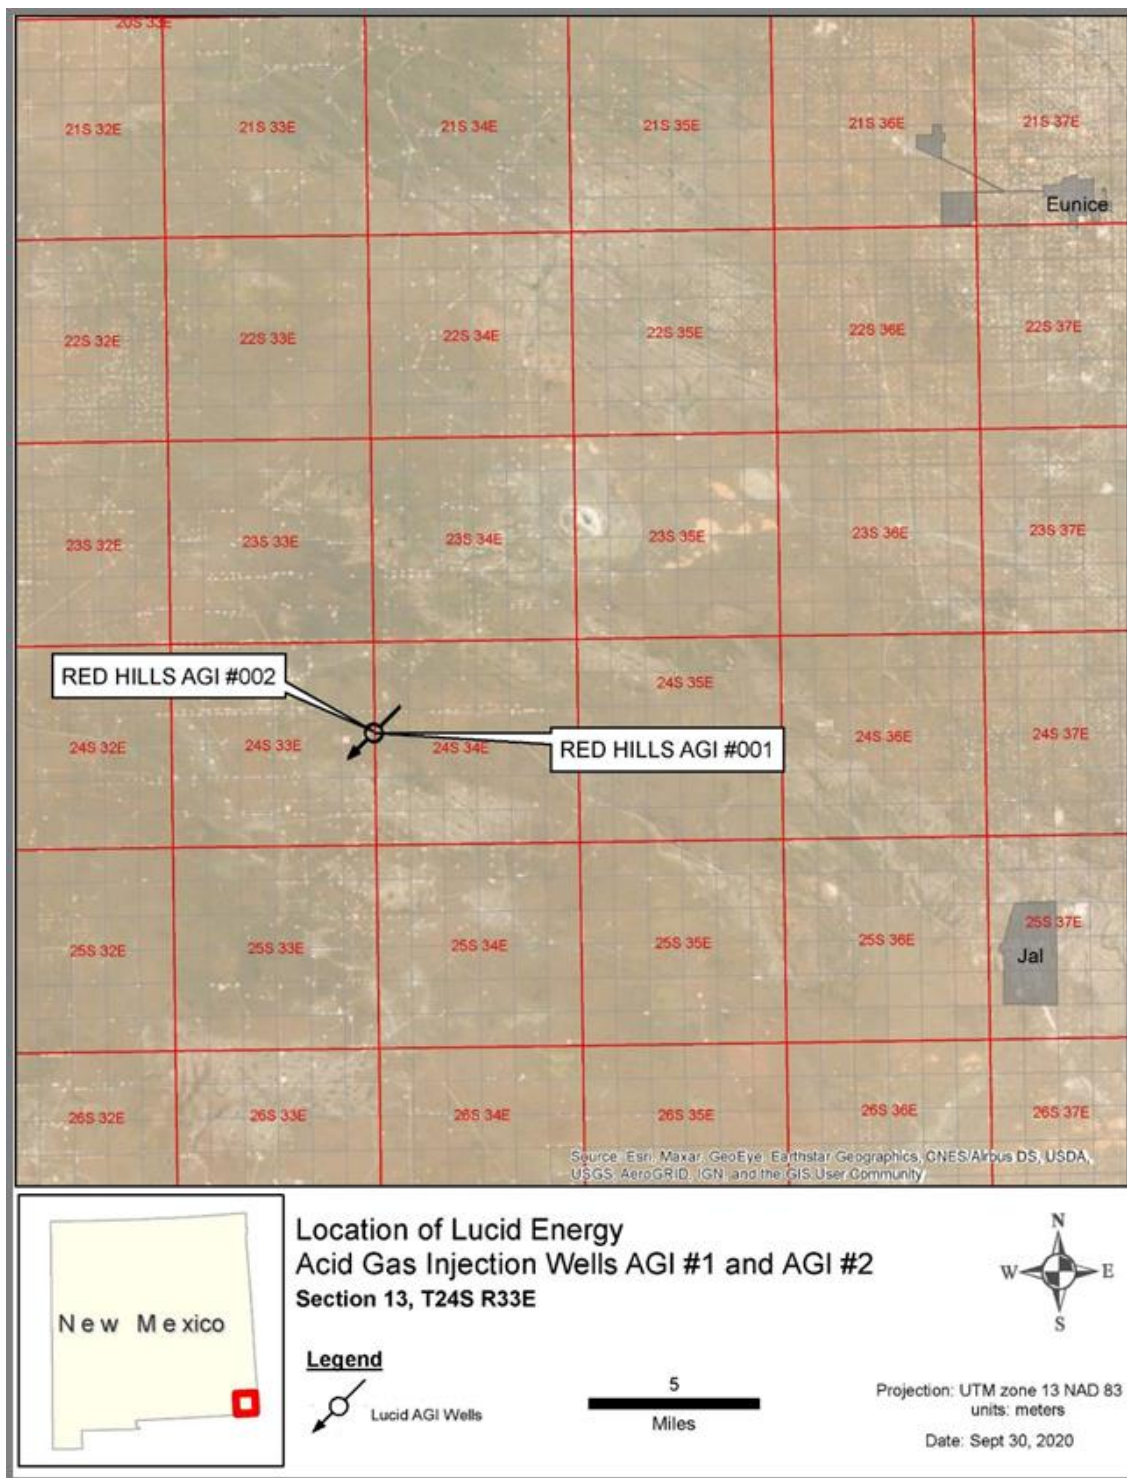 20S 33E
21S 32E
21S 33E
21S 34E
21S 35E
21S 36E
21S 37E
Eunice
22S 32E
22S 33E
22S 34E
22S 35E
22S 36E
22S 37E
23S 32E
23S 33E
23S 34E
23S 35E
23S 36E
23S 37E
RED HILLS AGI #002
24S 35E
24S 32E
24S 33E
24S 34E
RED HILLS AGI #001
24S 36E
24S 37E
25S 32E
25S 33E
25S 34E
25S 35E
25S 36E
25S 37E
Jal
26S 32E
26S 33E
26S 34E
26S 35E
26S 36E
26S 37E
Source: Esri, Maxar, GeoEye, Earthstar Geographics, CNES/Airbus DS, USDA,
USGS, AeroGRID, IGN, and the GIS User Community
New Mexico
Location of Lucid Energy
Acid Gas Injection Wells AGI #1 and AGI #2
Section 13, T24S R33E
Legend
Lucid AGI Wells
5
Miles
N
W
E
S
Projection: UTM zone 13 NAD 83
units: meters
Date: Sept 30, 2020